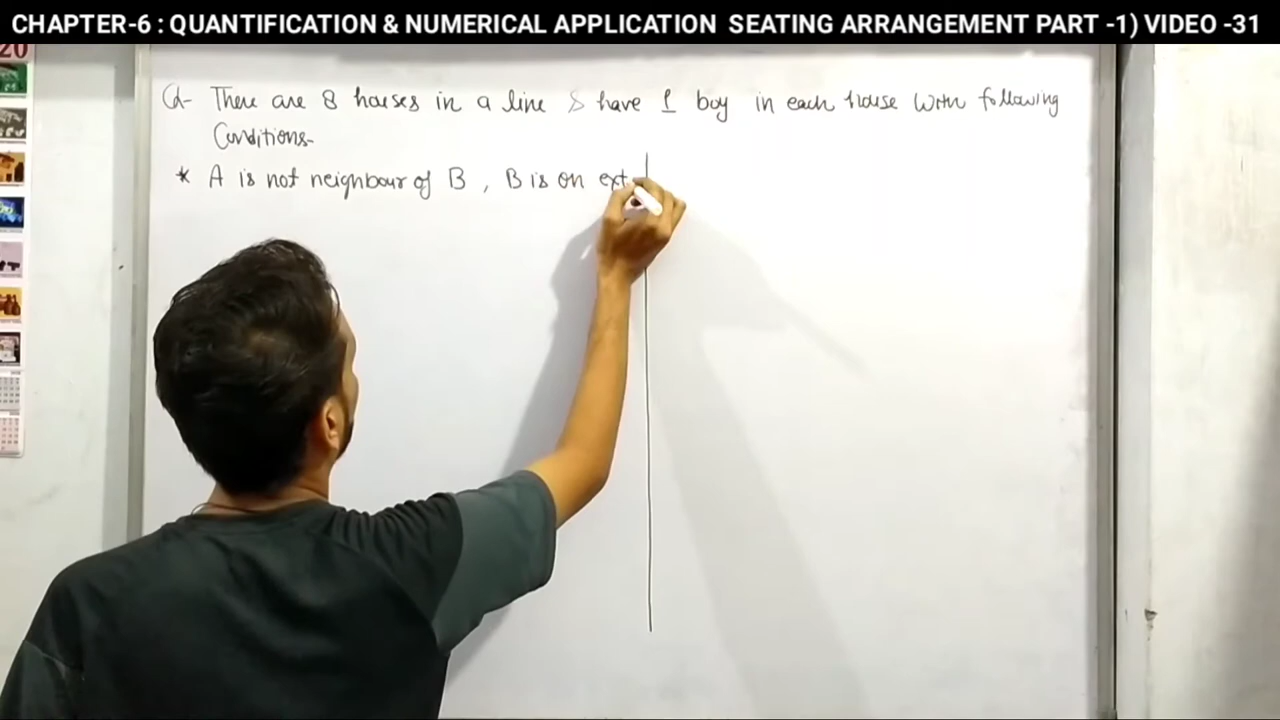 CHAPTER-6 : QUANTIFICATION & NUMERICAL APPLICATION SEATING ARRANGEMENT PART -1) VIDEO -31
20
Q- There are 8 houses in a line & have 1 boy in each house with following
Conditions-
* A is not neighbour of B , B is on ext